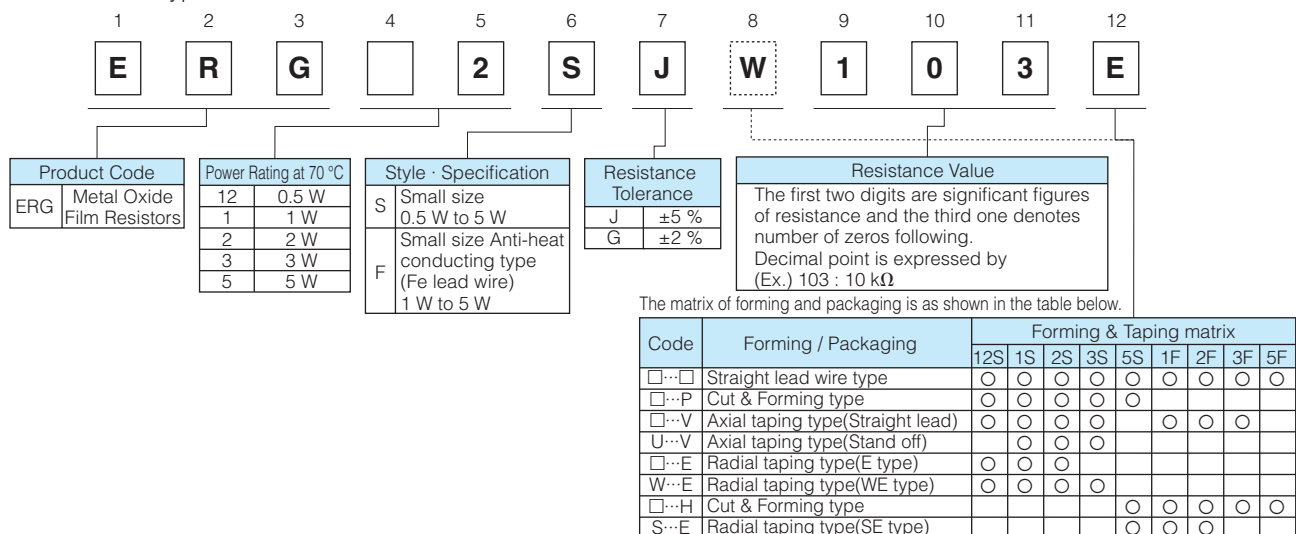 1 2 3 4 5 6 7 8 9 10 11 12
E R G 2 S J W 1 0 3 E
Product Code
ERG Metal Oxide
Film Resistors
Power Rating at 70 °C
12 0.5 W
1 1 W
2 2 W
3 3 W
5 5 W
Style · Specification
S Small size
0.5 W to 5 W
F Small size Anti-heat
conducting type
(Fe lead wire)
1 W to 5 W
Resistance
Tolerance
J ±5 %
G ±2 %
Resistance Value
The first two digits are significant figures
of resistance and the third one denotes
number of zeros following.
Decimal point is expressed by
(Ex.) 103 : 10 kΩ
The matrix of forming and packaging is as shown in the table below.
Code Forming / Packaging Forming & Taping matrix
12S 1S 2S 3S 5S 1F 2F 3F 5F
□···□ Straight lead wire type ○ ○ ○ ○ ○ ○ ○ ○ ○
□···P Cut & Forming type ○ ○ ○ ○ ○
□···V Axial taping type(Straight lead) ○ ○ ○ ○ ○ ○ ○
U···V Axial taping type(Stand off) ○ ○ ○
□···E Radial taping type(E type) ○ ○ ○
W···E Radial taping type(WE type) ○ ○ ○ ○
□···H Cut & Forming type ○ ○ ○ ○ ○
S···E Radial taping type(SE type) ○ ○ ○